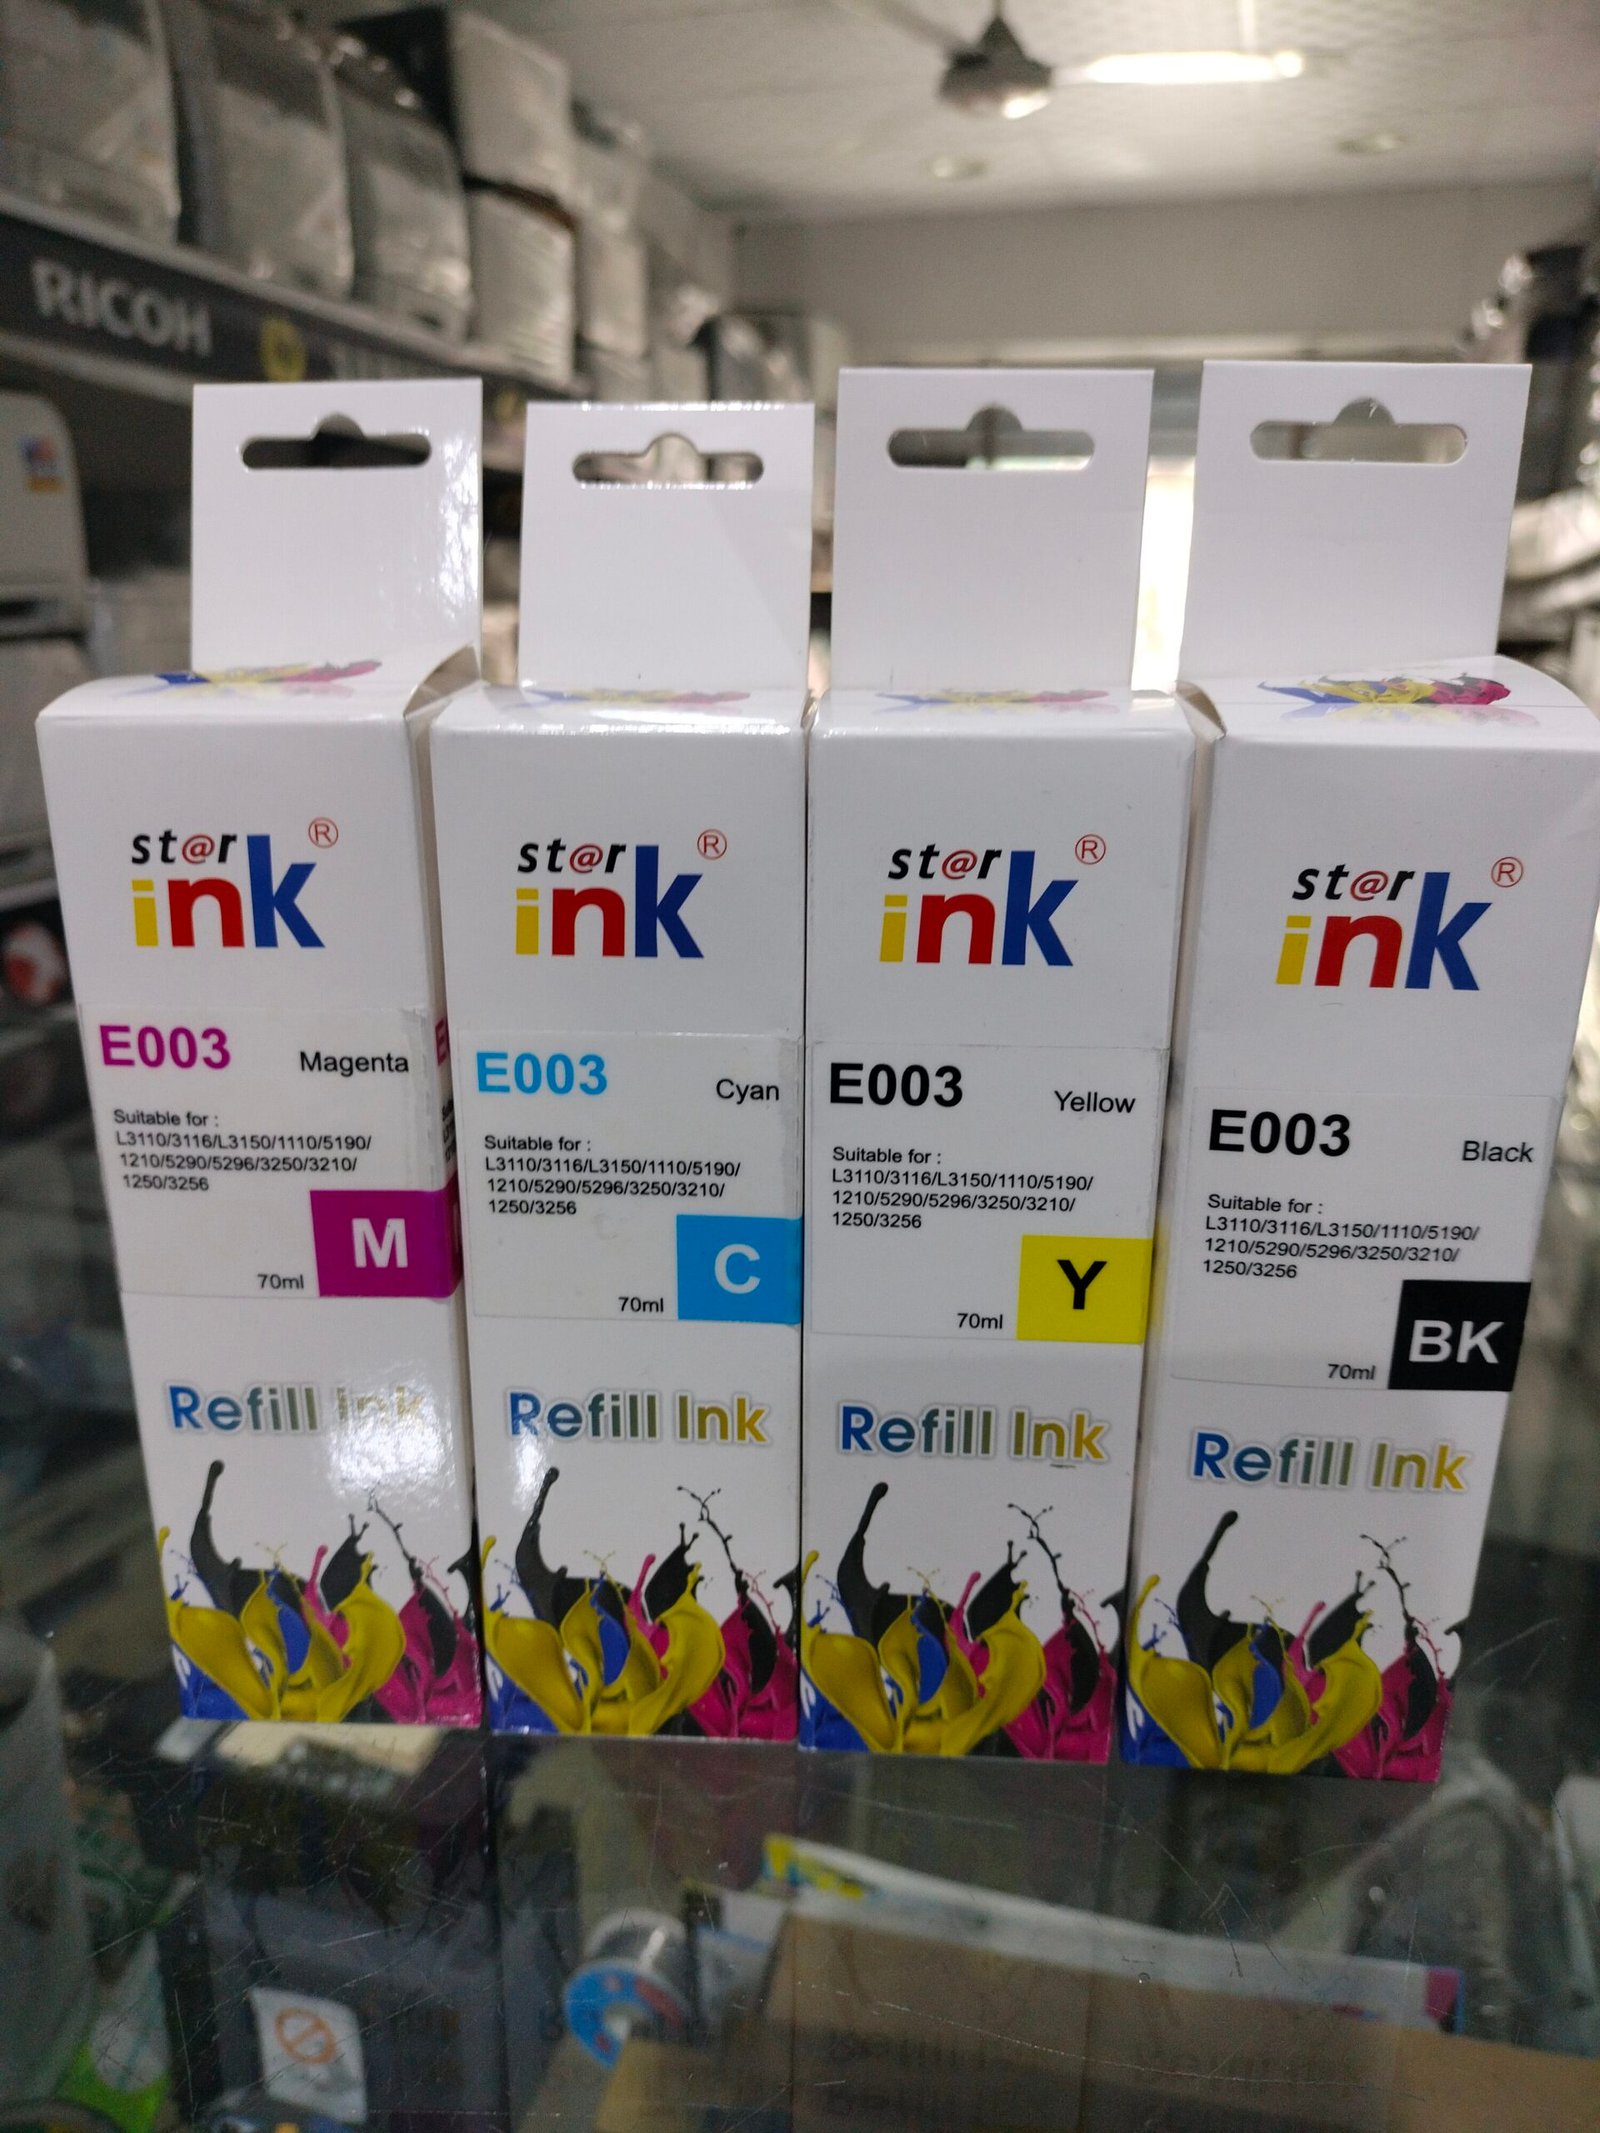 RICOH
st@r
ink®
E003
Magenta
Suitable for :
L3110/3116/L3150/1110/5190/
1210/5290/5296/3250/3210/
1250/3256
70ml
M
Refill Ink
st@r
ink®
E003
Cyan
Suitable for :
L3110/3116/L3150/1110/5190/
1210/5290/5296/3250/3210/
1250/3256
70ml
C
Refill Ink
st@r
ink®
E003
Yellow
Suitable for :
L3110/3116/L3150/1110/5190/
1210/5290/5296/3250/3210/
1250/3256
70ml
Y
Refill Ink
st@r
ink®
E003
Black
Suitable for :
L3110/3116/L3150/1110/5190/
1210/5290/5296/3250/3210/
1250/3256
70ml
BK
Refill Ink